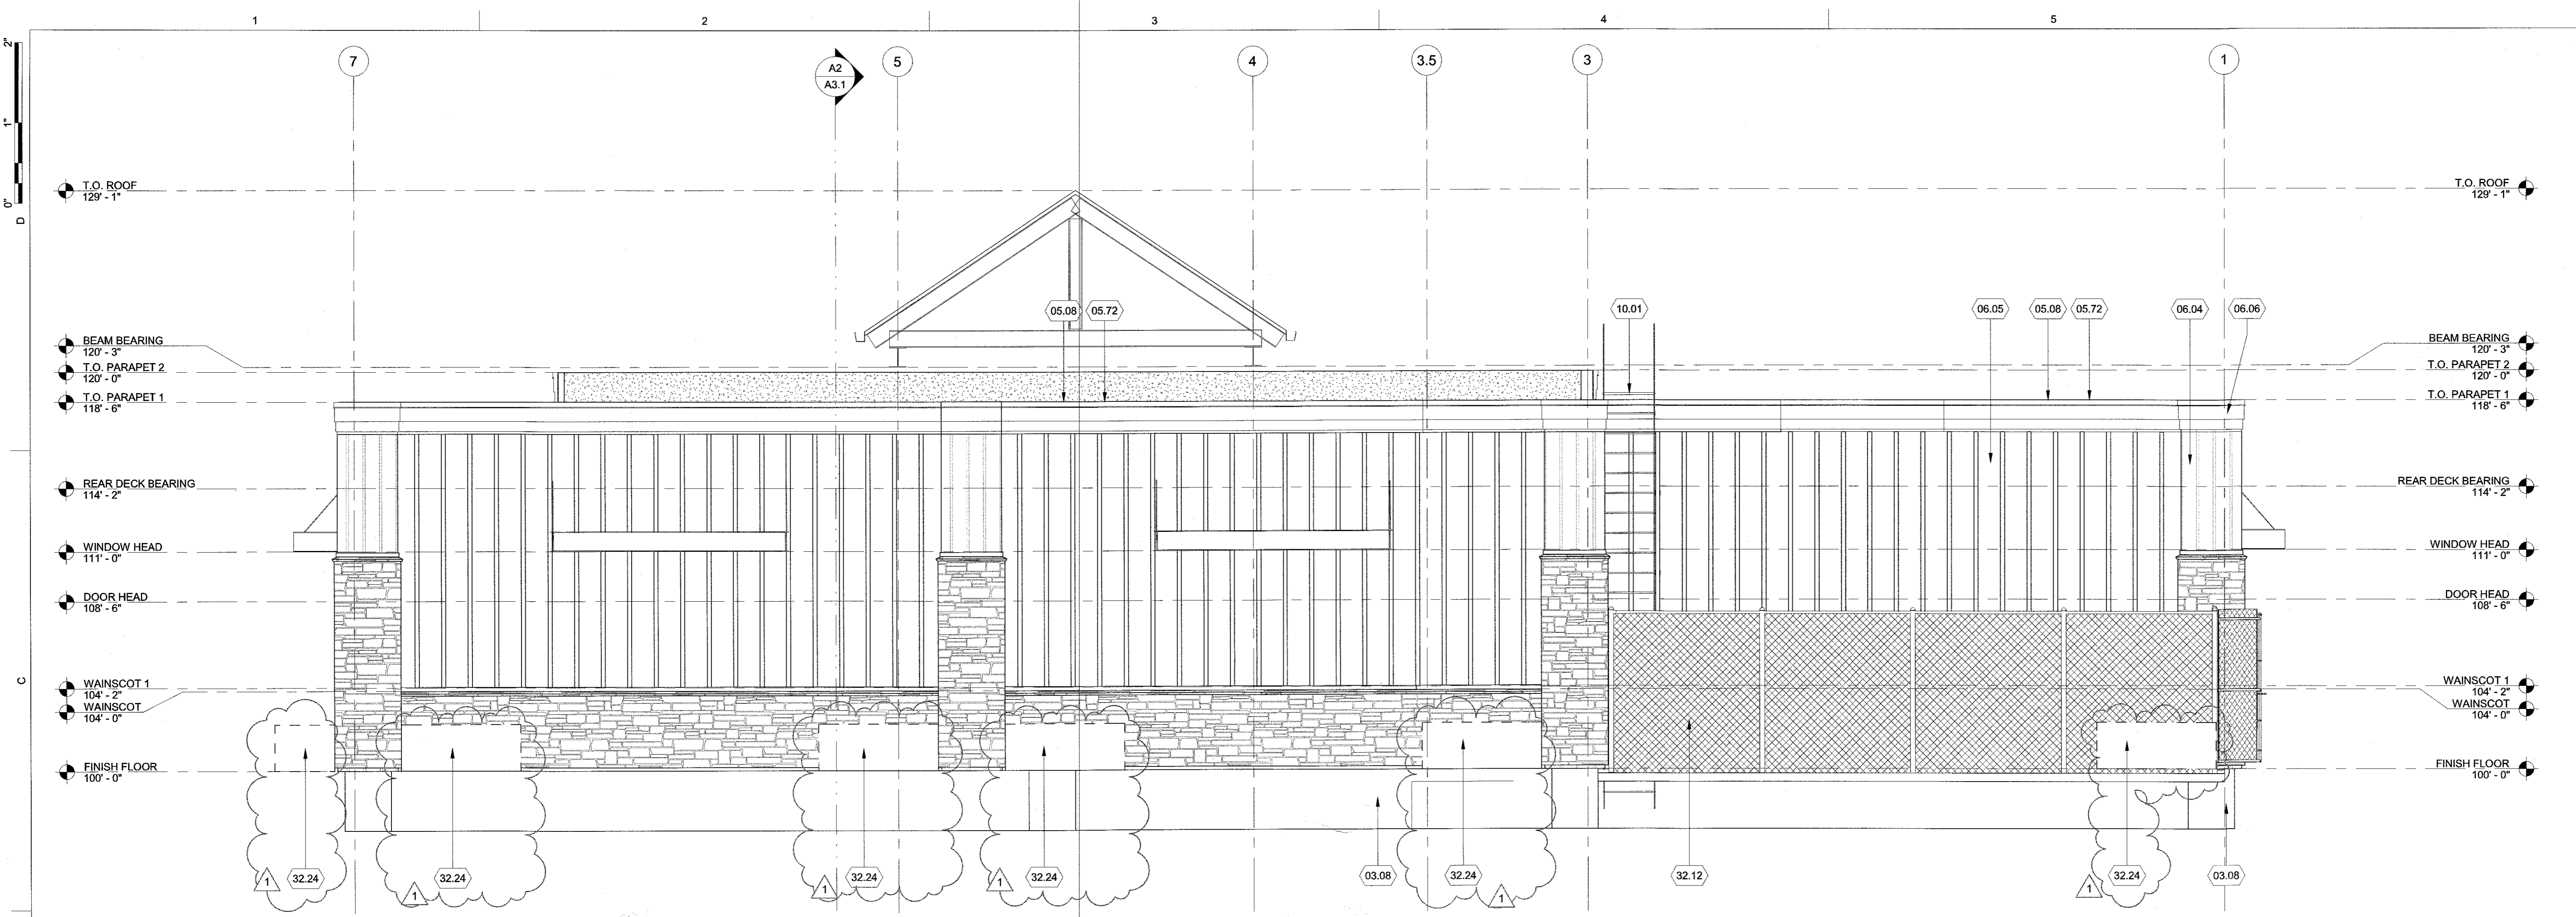 1 2 3 4 5
2"
1"
0"
D
C
7 5 4 3.5 3 1
A2
A3.1
T.O. ROOF
129' - 1"
T.O. ROOF
129' - 1"
05.08 05.72 10.01 06.05 05.08 05.72 06.04 06.06
BEAM BEARING
120' - 3"
T.O. PARAPET 2
120' - 0"
T.O. PARAPET 1
118' - 6"
REAR DECK BEARING
114' - 2"
WINDOW HEAD
111' - 0"
DOOR HEAD
108' - 6"
WAINSCOT 1
104' - 2"
WAINSCOT
104' - 0"
FINISH FLOOR
100' - 0"
BEAM BEARING
120' - 3"
T.O. PARAPET 2
120' - 0"
T.O. PARAPET 1
118' - 6"
REAR DECK BEARING
114' - 2"
WINDOW HEAD
111' - 0"
DOOR HEAD
108' - 6"
WAINSCOT 1
104' - 2"
WAINSCOT
104' - 0"
FINISH FLOOR
100' - 0"
1 32.24 1 32.24 1 32.24 1 32.24 03.08 32.24 1 32.12 1 32.24 03.08